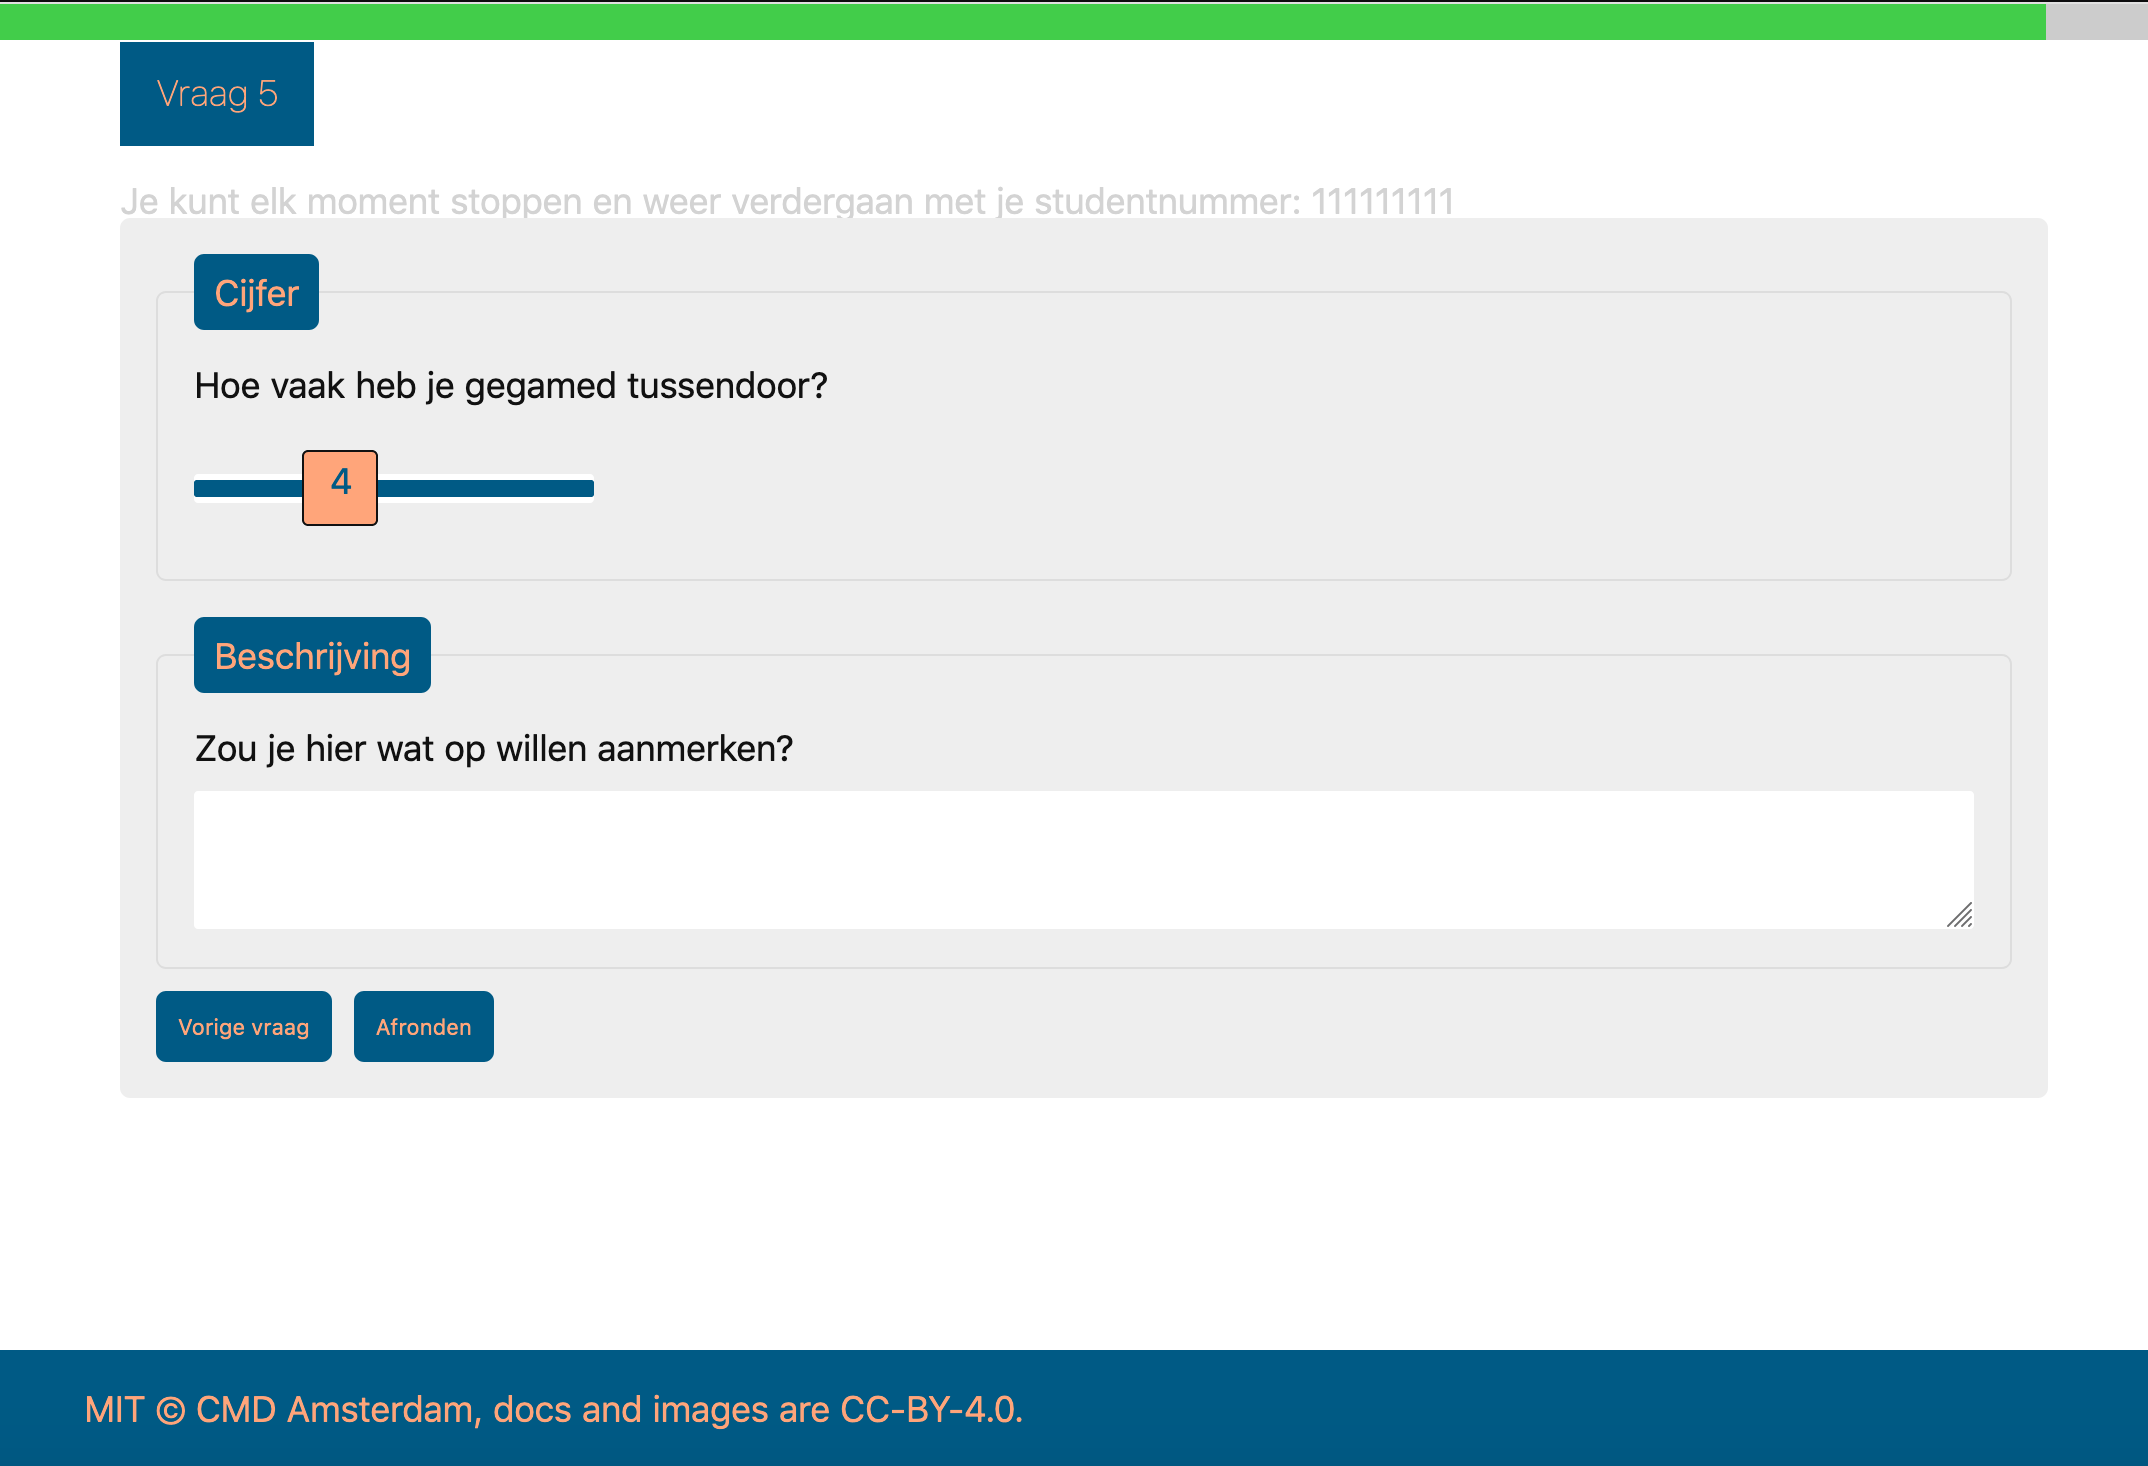 Vraag 5
Je kunt elk moment stoppen en weer verdergaan met je studentnummer: 111111111
Cijfer
Hoe vaak heb je gegamed tussendoor?
4
Beschrijving
Zou je hier wat op willen aanmerken?
Vorige vraag
Afronden
MIT © CMD Amsterdam, docs and images are CC-BY-4.0.